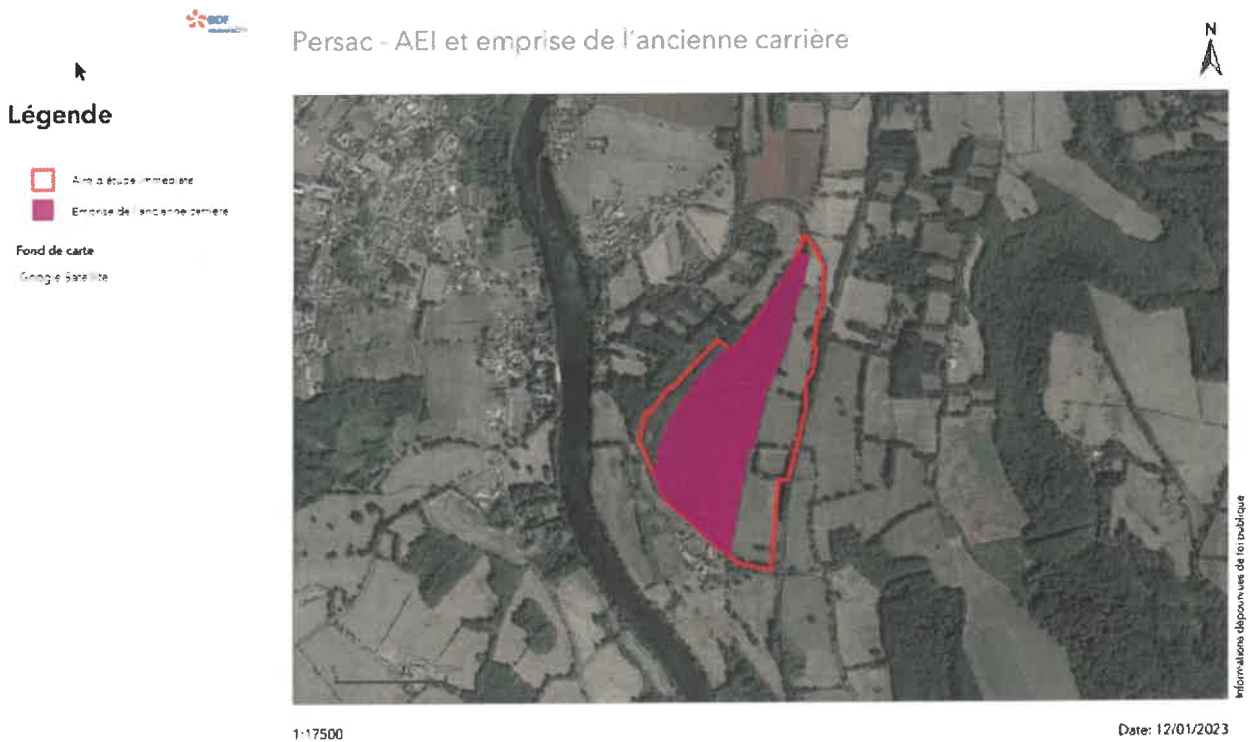 EDF
Persac - AEI et emprise de l'ancienne carrière
N
Légende
Aire d'étude immédiate
Emprise de l'ancienne carrière
Fond de carte
Google Satellite
Informations dépourvues de foi publique
1:17500
Date: 12/01/2023